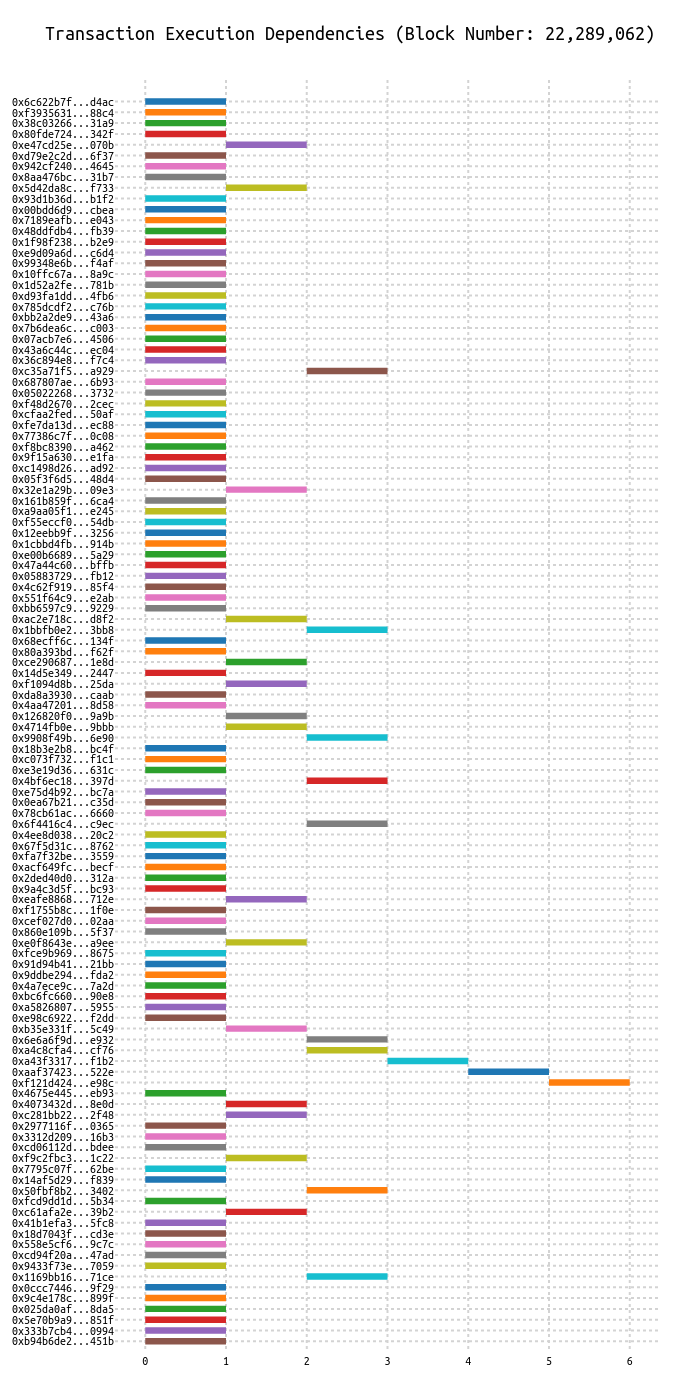 Transaction Execution Dependencies (Block Number: 22,289,062)
0x6c622b7f...d4ac
0xf3935631...88c4
0x38c03266...31a9
0x80fde724...342f
0xe47cd25e...070b
0xd79e2c2d...6f37
0x942cf240...4645
0x8aa476bc...31b7
0x5d42da8c...f733
0x93d1b36d...b1f2
0x00bdd6d9...cbea
0x7189eafb...e043
0x48ddfdb4...fb39
0x1f98f238...b2e9
0xe9d09a6d...c6d4
0x99348e6b...f4af
0x10ffc67a...8a9c
0x1d52a2fe...781b
0xd93fa1dd...4fb6
0x785dcdf2...c76b
0xbb2a2de9...43a6
0x7b6dea6c...c003
0x07acb7e6...4506
0x43a6c44c...ec04
0x36c894e8...f7c4
0xc35a71f5...a929
0x687807ae...6b93
0x05022268...3732
0xf48d2670...2cec
0xcfaa2fed...50af
0xfe7da13d...ec88
0x77386c7f...0c08
0xf8bc8390...a462
0x9f15a630...e1fa
0xc1498d26...ad92
0x05f3f6d5...48d4
0x32e1a29b...09e3
0x161b859f...6ca4
0xa9aa05f1...e245
0xf55eccf0...54db
0x12eebb9f...3256
0x1cbbd4fb...914b
0xe00b6689...5a29
0x47a44c60...bffb
0x05883729...fb12
0x4c62f919...85f4
0x551f64c9...e2ab
0xbb6597c9...9229
0xac2e718c...d8f2
0x1bbfb0e2...3bb8
0x68ecff6c...134f
0x80a393bd...f62f
0xce290687...1e8d
0x14d5e349...2447
0xf1094d8b...25da
0xda8a3930...caab
0x4aa47201...8d58
0x126820f0...9a9b
0x4714fb0e...9bbb
0x9908f49b...6e90
0x18b3e2b8...bc4f
0xc073f732...f1c1
0xe3e19d36...631c
0x4bf6ec18...397d
0xe75d4b92...bc7a
0x0ea67b21...c35d
0x78cb61ac...6660
0x6f4416c4...c9ec
0x4ee8d038...20c2
0x67f5d31c...8762
0xfa7f32be...3559
0xacf649fc...becf
0x2ded40d0...312a
0x9a4c3d5f...bc93
0xeafe8868...712e
0xf1755b8c...1f0e
0xcef027d0...02aa
0x860e109b...5f37
0xe0f8643e...a9ee
0xfce9b969...8675
0x91d94b41...21bb
0x9ddbe294...fda2
0x4a7ece9c...7a2d
0xbc6fc660...90e8
0xa5826807...5955
0xe98c6922...f2dd
0xb35e331f...5c49
0x6e6a6f9d...e932
0xa4c8cfa4...cf76
0xa43f3317...f1b2
0xaaf37423...522e
0xf121d424...e98c
0x4675e445...eb93
0x4073432d...8e0d
0xc281bb22...2f48
0x2977116f...0365
0x3312d209...16b3
0xcd06112d...bdee
0xf9c2fbc3...1c22
0x7795c07f...62be
0x14af5d29...f839
0x50fbf8b2...3402
0xfcd9dd1d...5b34
0xc61afa2e...39b2
0x41b1efa3...5fc8
0x18d7043f...cd3e
0x558e5cf6...9c7c
0xcd94f20a...47ad
0x9433f73e...7059
0x1169bb16...71ce
0x0ccc7446...9f29
0x9c4e178c...899f
0x025da0af...8da5
0x5e70b9a9...851f
0x333b7cb4...0994
0xb94b6de2...451b
0 1 2 3 4 5 6